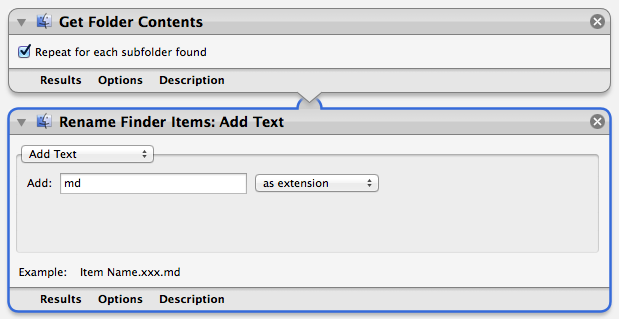 Get Folder Contents
Repeat for each subfolder found
Results Options Description
Rename Finder Items: Add Text
Add Text
Add: md as extension
Example: Item Name.xxx.md
Results Options Description